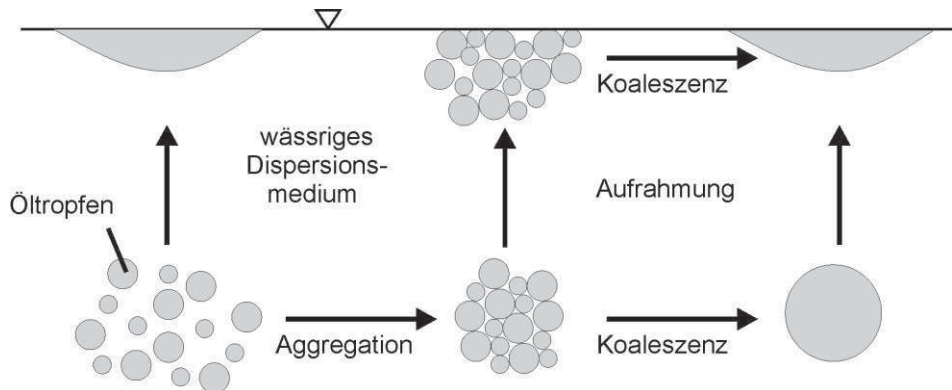 Koaleszenz
wässriges
Dispersions-
medium
Aufrahmung
Öltropfen
Aggregation
Koaleszenz